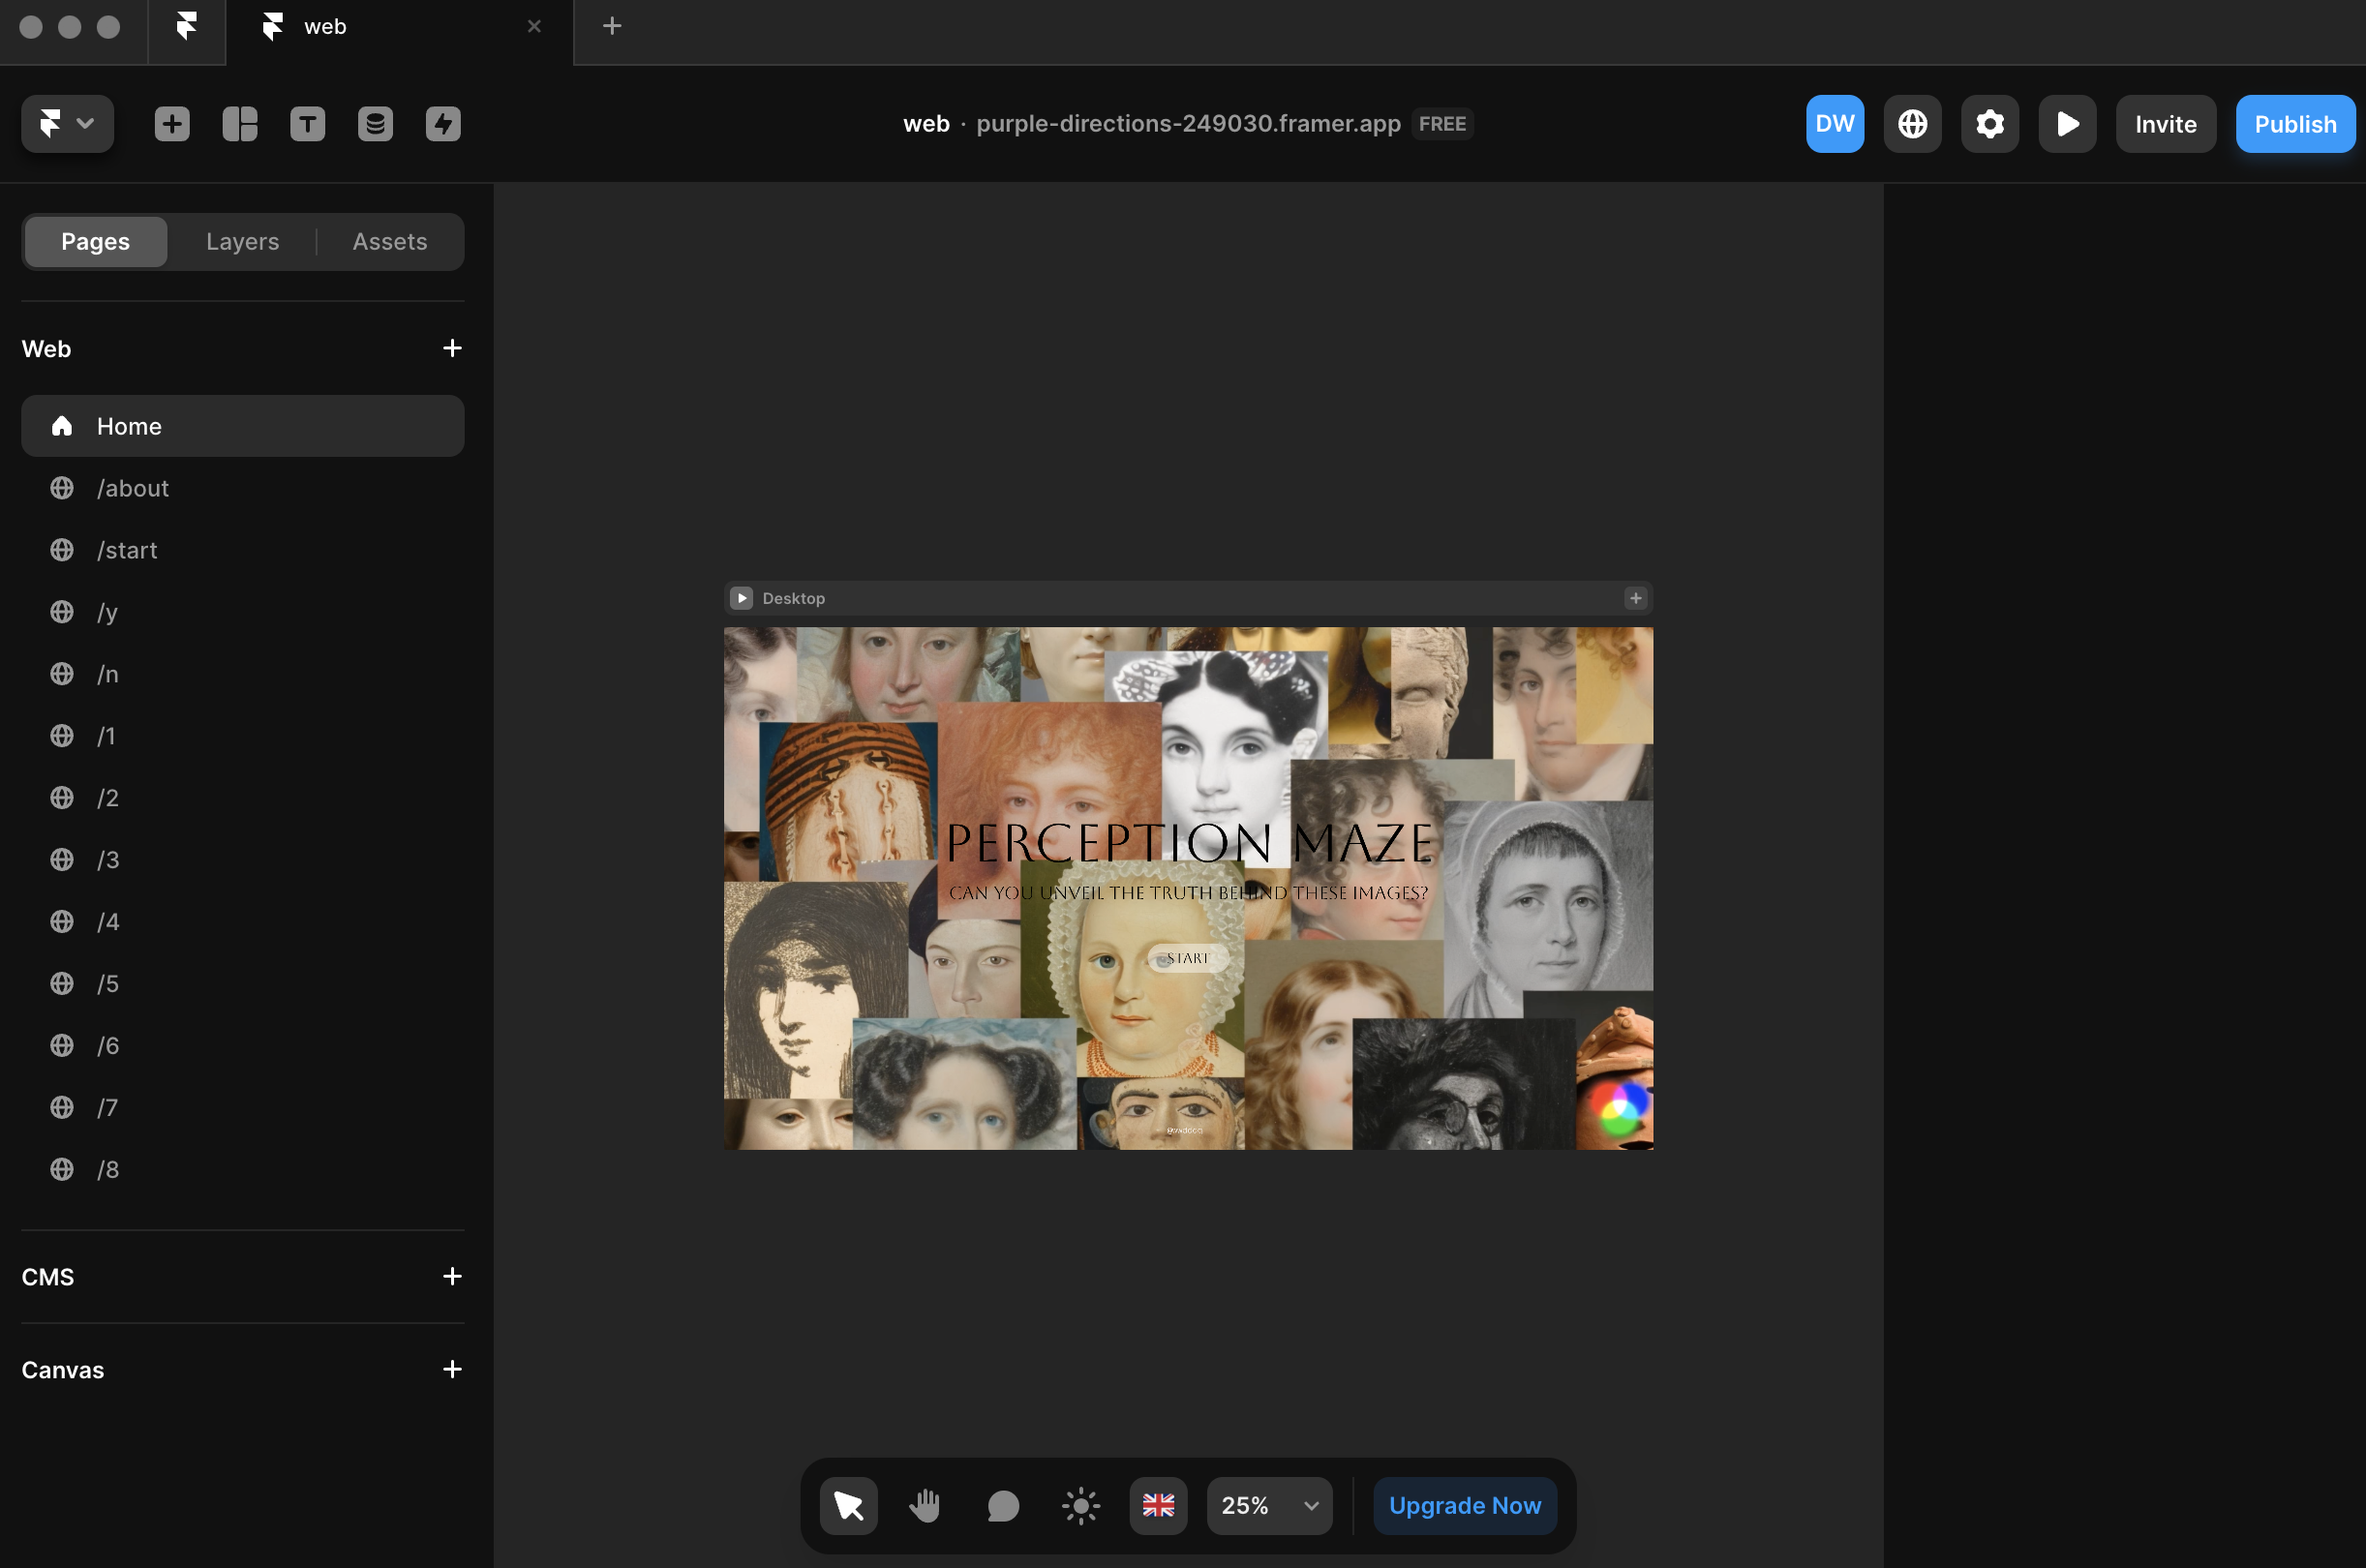 web
web · purple-directions-249030.framer.app FREE
DW
Invite
Publish
Pages
Layers
Assets
Web
Home
/about
/start
/y
/n
/1
/2
/3
/4
/5
/6
/7
/8
CMS
Canvas
Desktop
PERCEPTION MAZE
CAN YOU UNVEIL THE TRUTH BEHIND THESE IMAGES?
START
25%
Upgrade Now